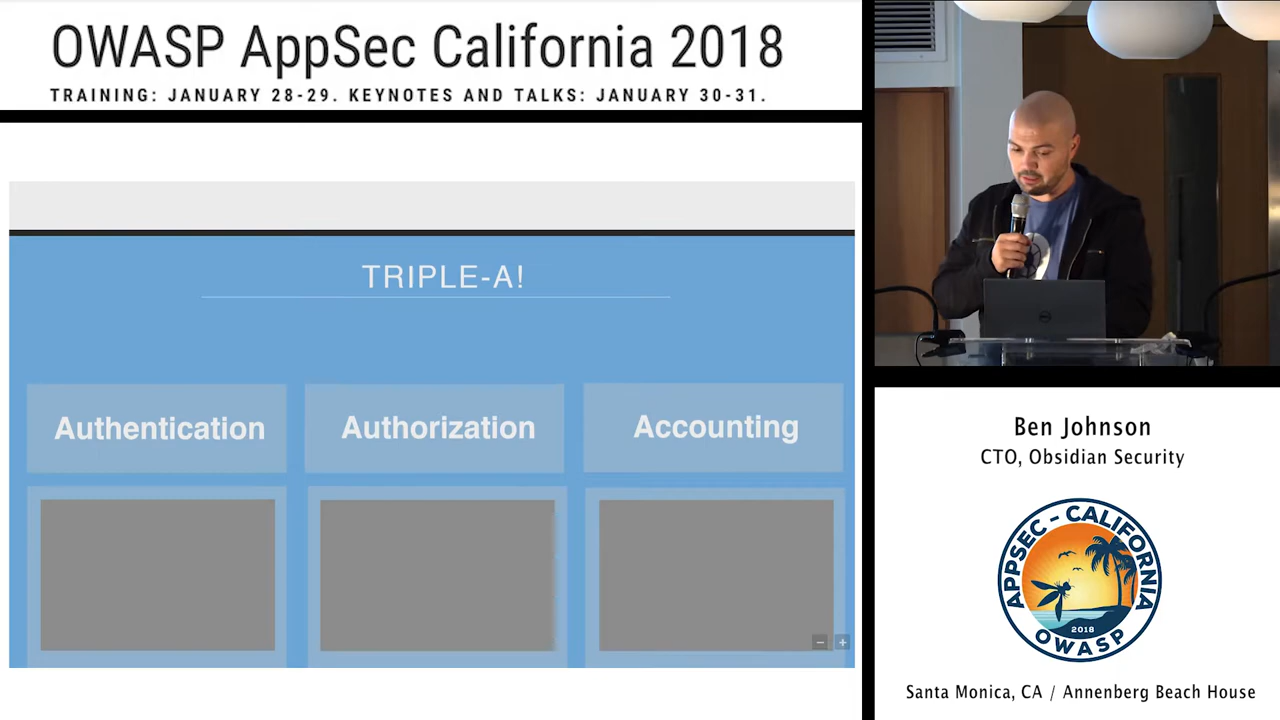 OWASP AppSec California 2018
TRAINING: JANUARY 28-29. KEYNOTES AND TALKS: JANUARY 30-31.
TRIPLE-A!
Authentication
Authorization
Accounting
Ben Johnson
CTO, Obsidian Security
APPSEC - CALIFORNIA
2018
OWASP
Santa Monica, CA / Annenberg Beach House